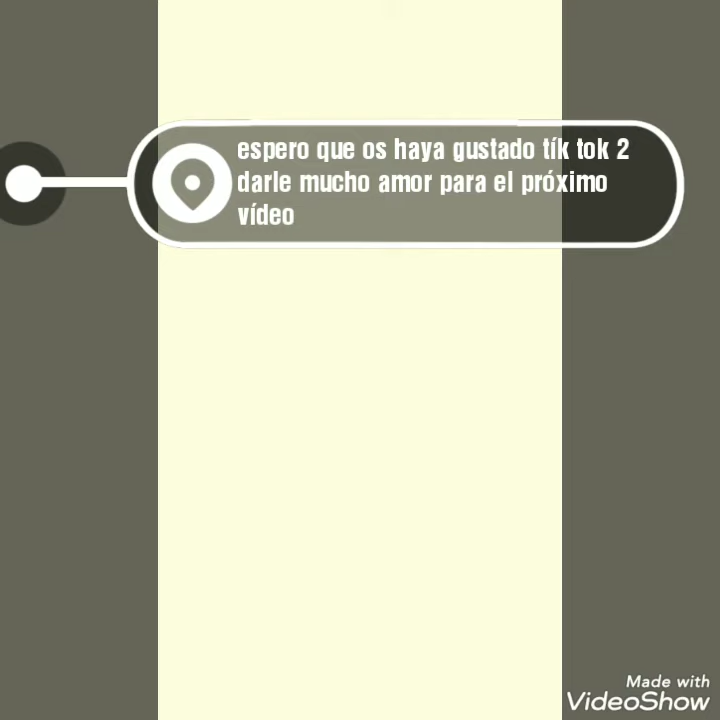 espero que os haya gustado tík tok 2
darle mucho amor para el próximo
vídeo
Made with
VideoShow